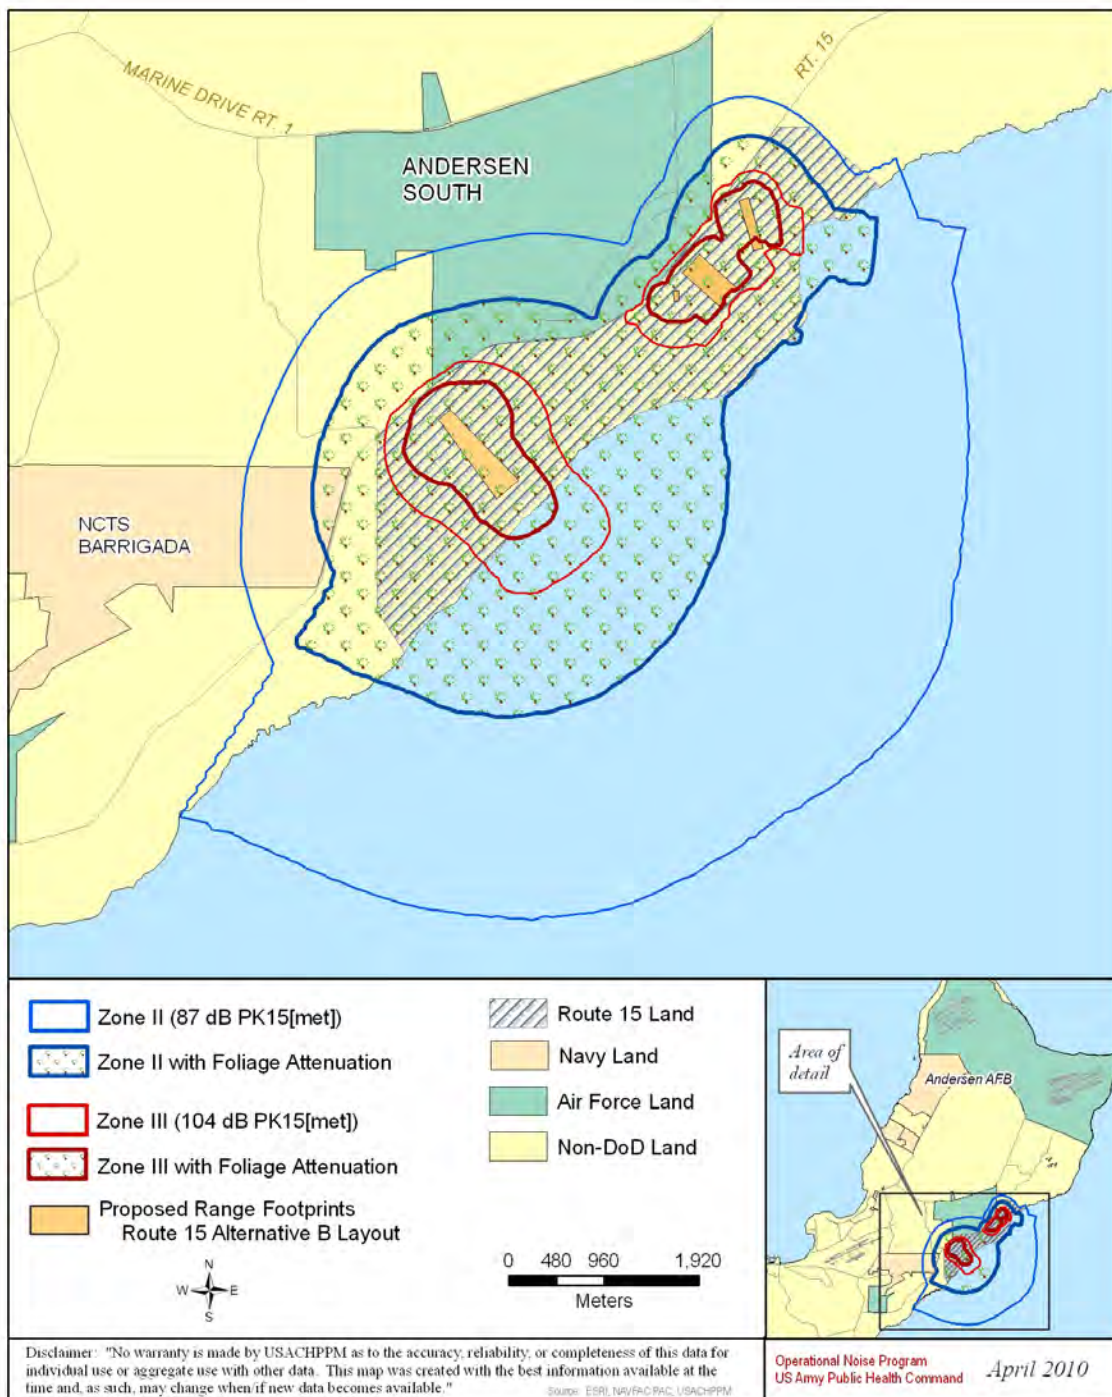 MARINE DRIVE RT. 1
RT. 15
ANDERSEN
SOUTH
NCTS
BARRIGADA
Zone II (87 dB PK15[met])
Zone II with Foliage Attenuation
Zone III (104 dB PK15[met])
Zone III with Foliage Attenuation
Proposed Range Footprints
Route 15 Alternative B Layout
Route 15 Land
Navy Land
Air Force Land
Non-DoD Land
N
W E
S
0 480 960 1,920
Meters
Area of
detail
Andersen AFB
Disclaimer: "No warranty is made by USACHPPM as to the accuracy, reliability, or completeness of this data for
individual use or aggregate use with other data. This map was created with the best information available at the
time and, as such, may change when/if new data becomes available."
Source: ESRI, NAVFAC PAC, USACHPPM
Operational Noise Program
US Army Public Health Command
April 2010